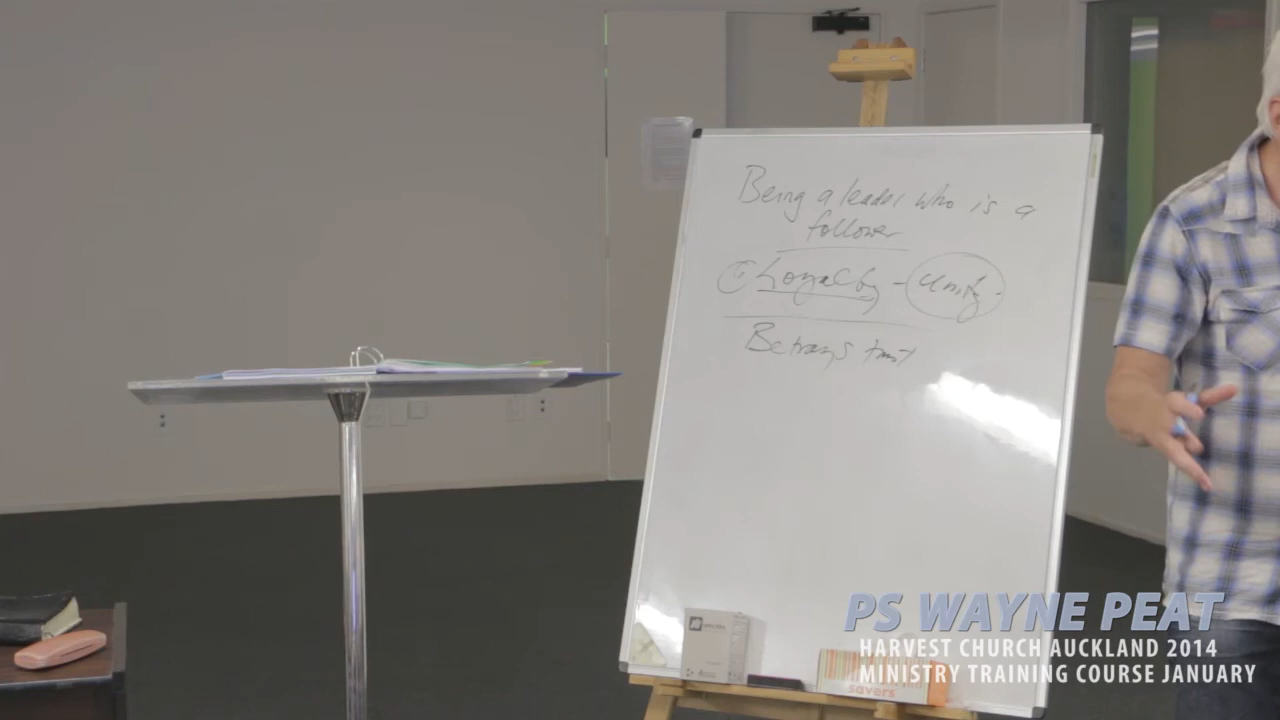 Being a leader who is a
follower
① Loyalty - Unity
Betrays trust
savers
PS WAYNE PEAT
HARVEST CHURCH AUCKLAND 2014
MINISTRY TRAINING COURSE JANUARY